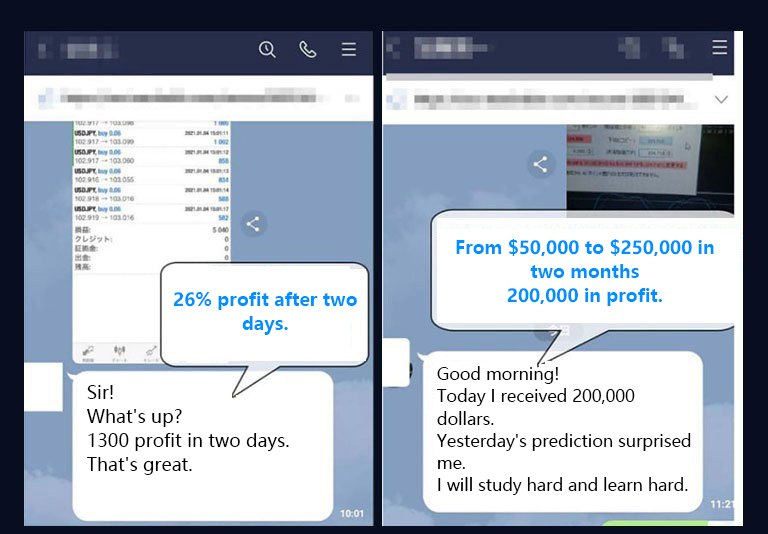 102.917 → 103.098
USDJPY, buy 0.06 2021.01.04 15:01:11
102.917 → 103.099 1 092
USDJPY, buy 0.06 2021.01.04 15:01:12
102.917 → 103.060 858
USDJPY, buy 0.06 2021.01.04 15:01:13
102.916 → 103.055 834
USDJPY, buy 0.06 2021.01.04 15:01:14
102.918 → 103.016 588
USDJPY, buy 0.06 2021.01.04 15:01:17
102.919 → 103.016 582
損益: 5 040
クレジット: 0
証拠金: 0
出金: 0
残高:
26% profit after two
days.
Sir!
What's up?
1300 profit in two days.
That's great.
10:01
From $50,000 to $250,000 in
two months
200,000 in profit.
今日
Good morning!
Today I received 200,000
dollars.
Yesterday's prediction surprised
me.
I will study hard and learn hard.
11:21